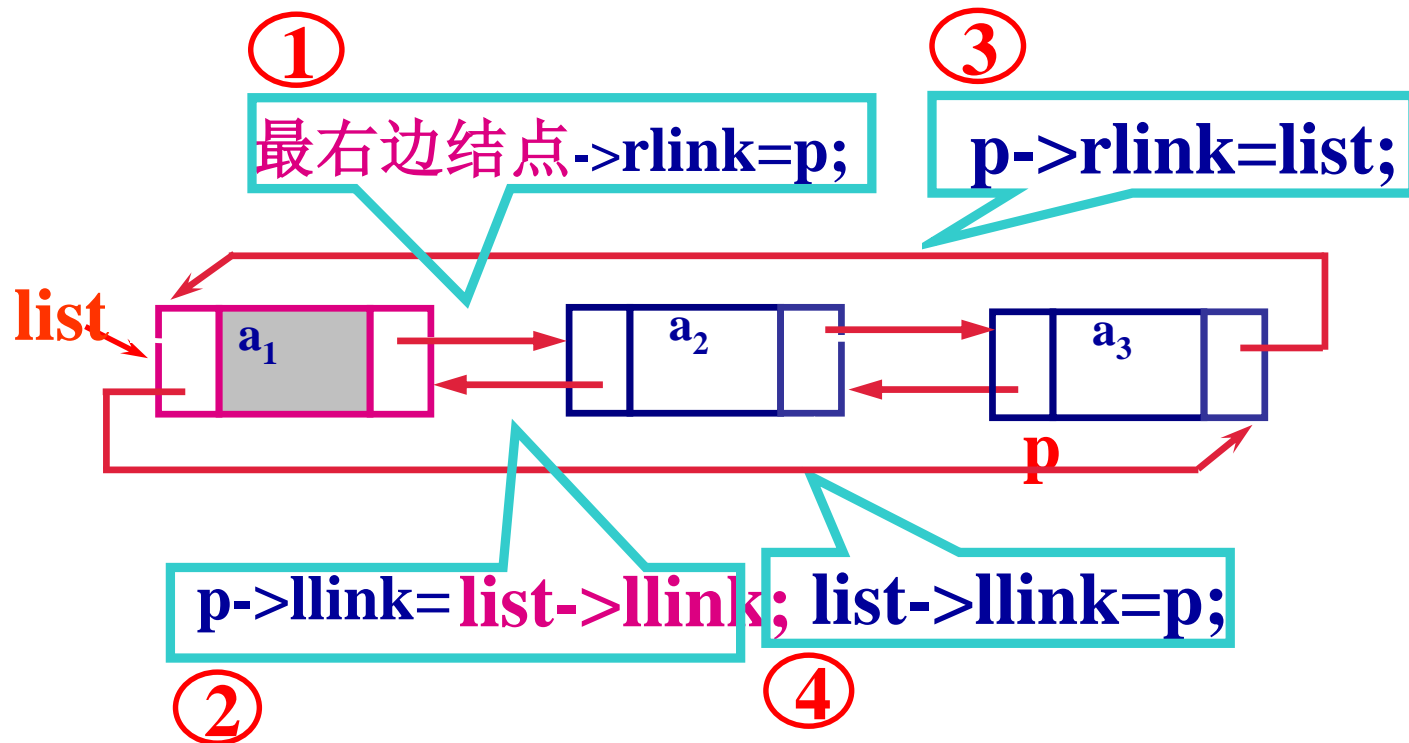 ①
③
最右边结点->rlink=p;
p->rlink=list;
list
a1
a2
a3
p
p->llink=list->llink;
list->llink=p;
②
④